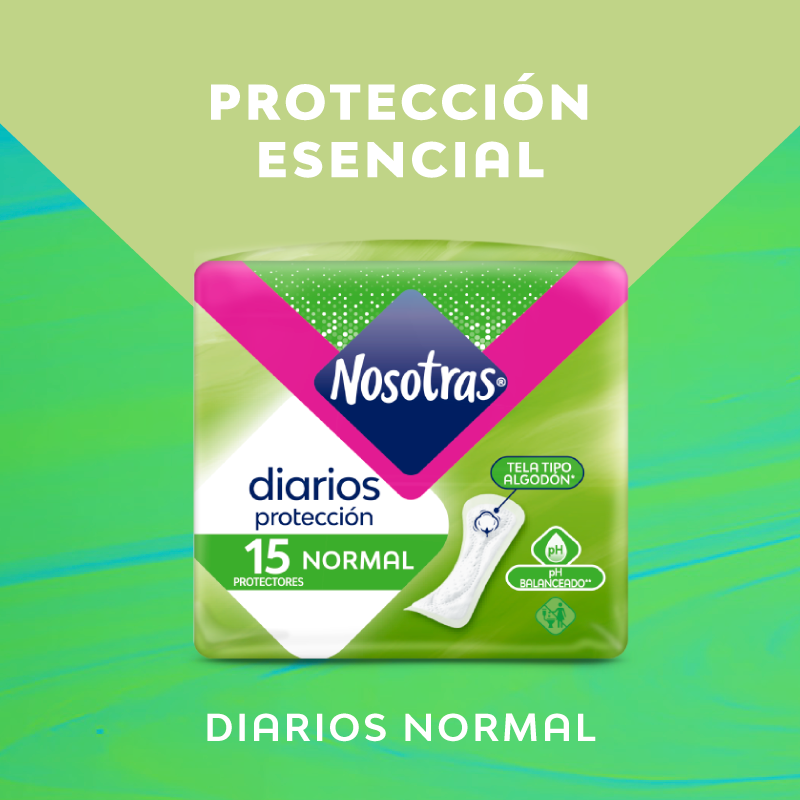 PROTECCIÓN
ESENCIAL
Nosotras®
diarios
protección
15 NORMAL
PROTECTORES
TELA TIPO
ALGODÓN*
pH
pH
BALANCEADO**
DIARIOS NORMAL